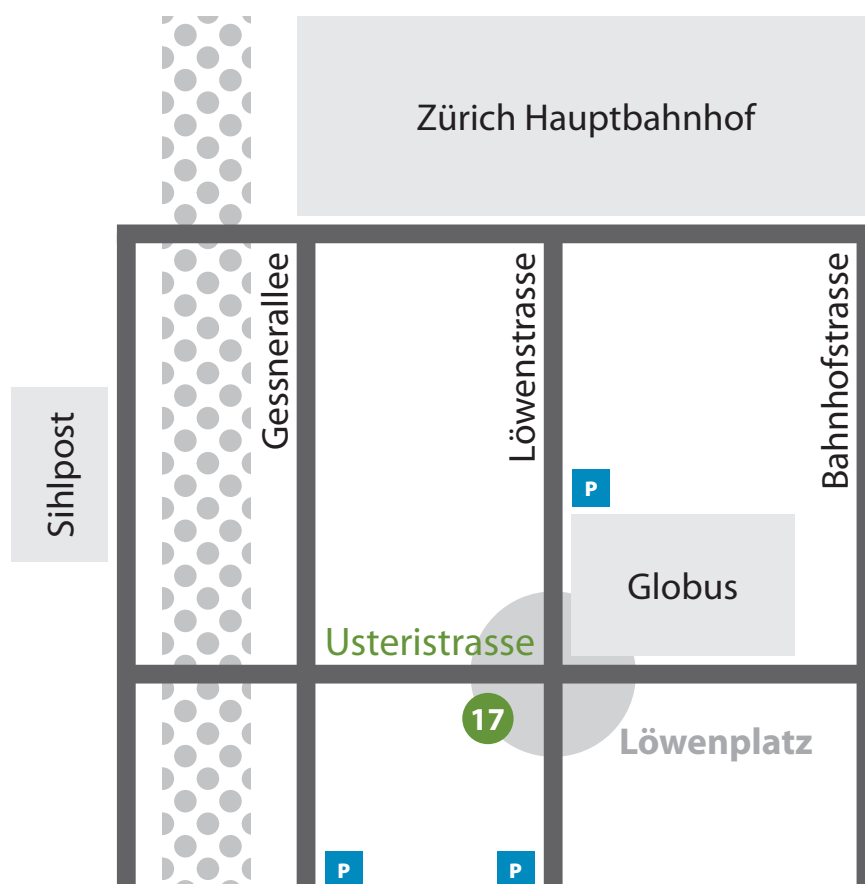 Zürich Hauptbahnhof
Gessnerallee
Löwenstrasse
Bahnhofstrasse
Sihlpost
P
Globus
Usteristrasse
17
Löwenplatz
P
P